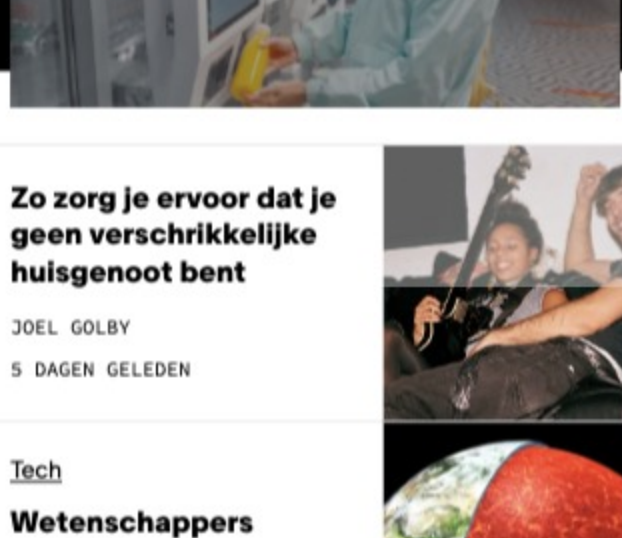 Zo zorg je ervoor dat je
geen verschrikkelijke
huisgenoot bent
JOEL GOLBY
5 DAGEN GELEDEN
Tech
Wetenschappers